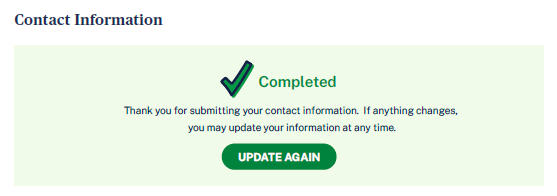 Contact Information
Completed
Thank you for submitting your contact information. If anything changes,
you may update your information at any time.
UPDATE AGAIN